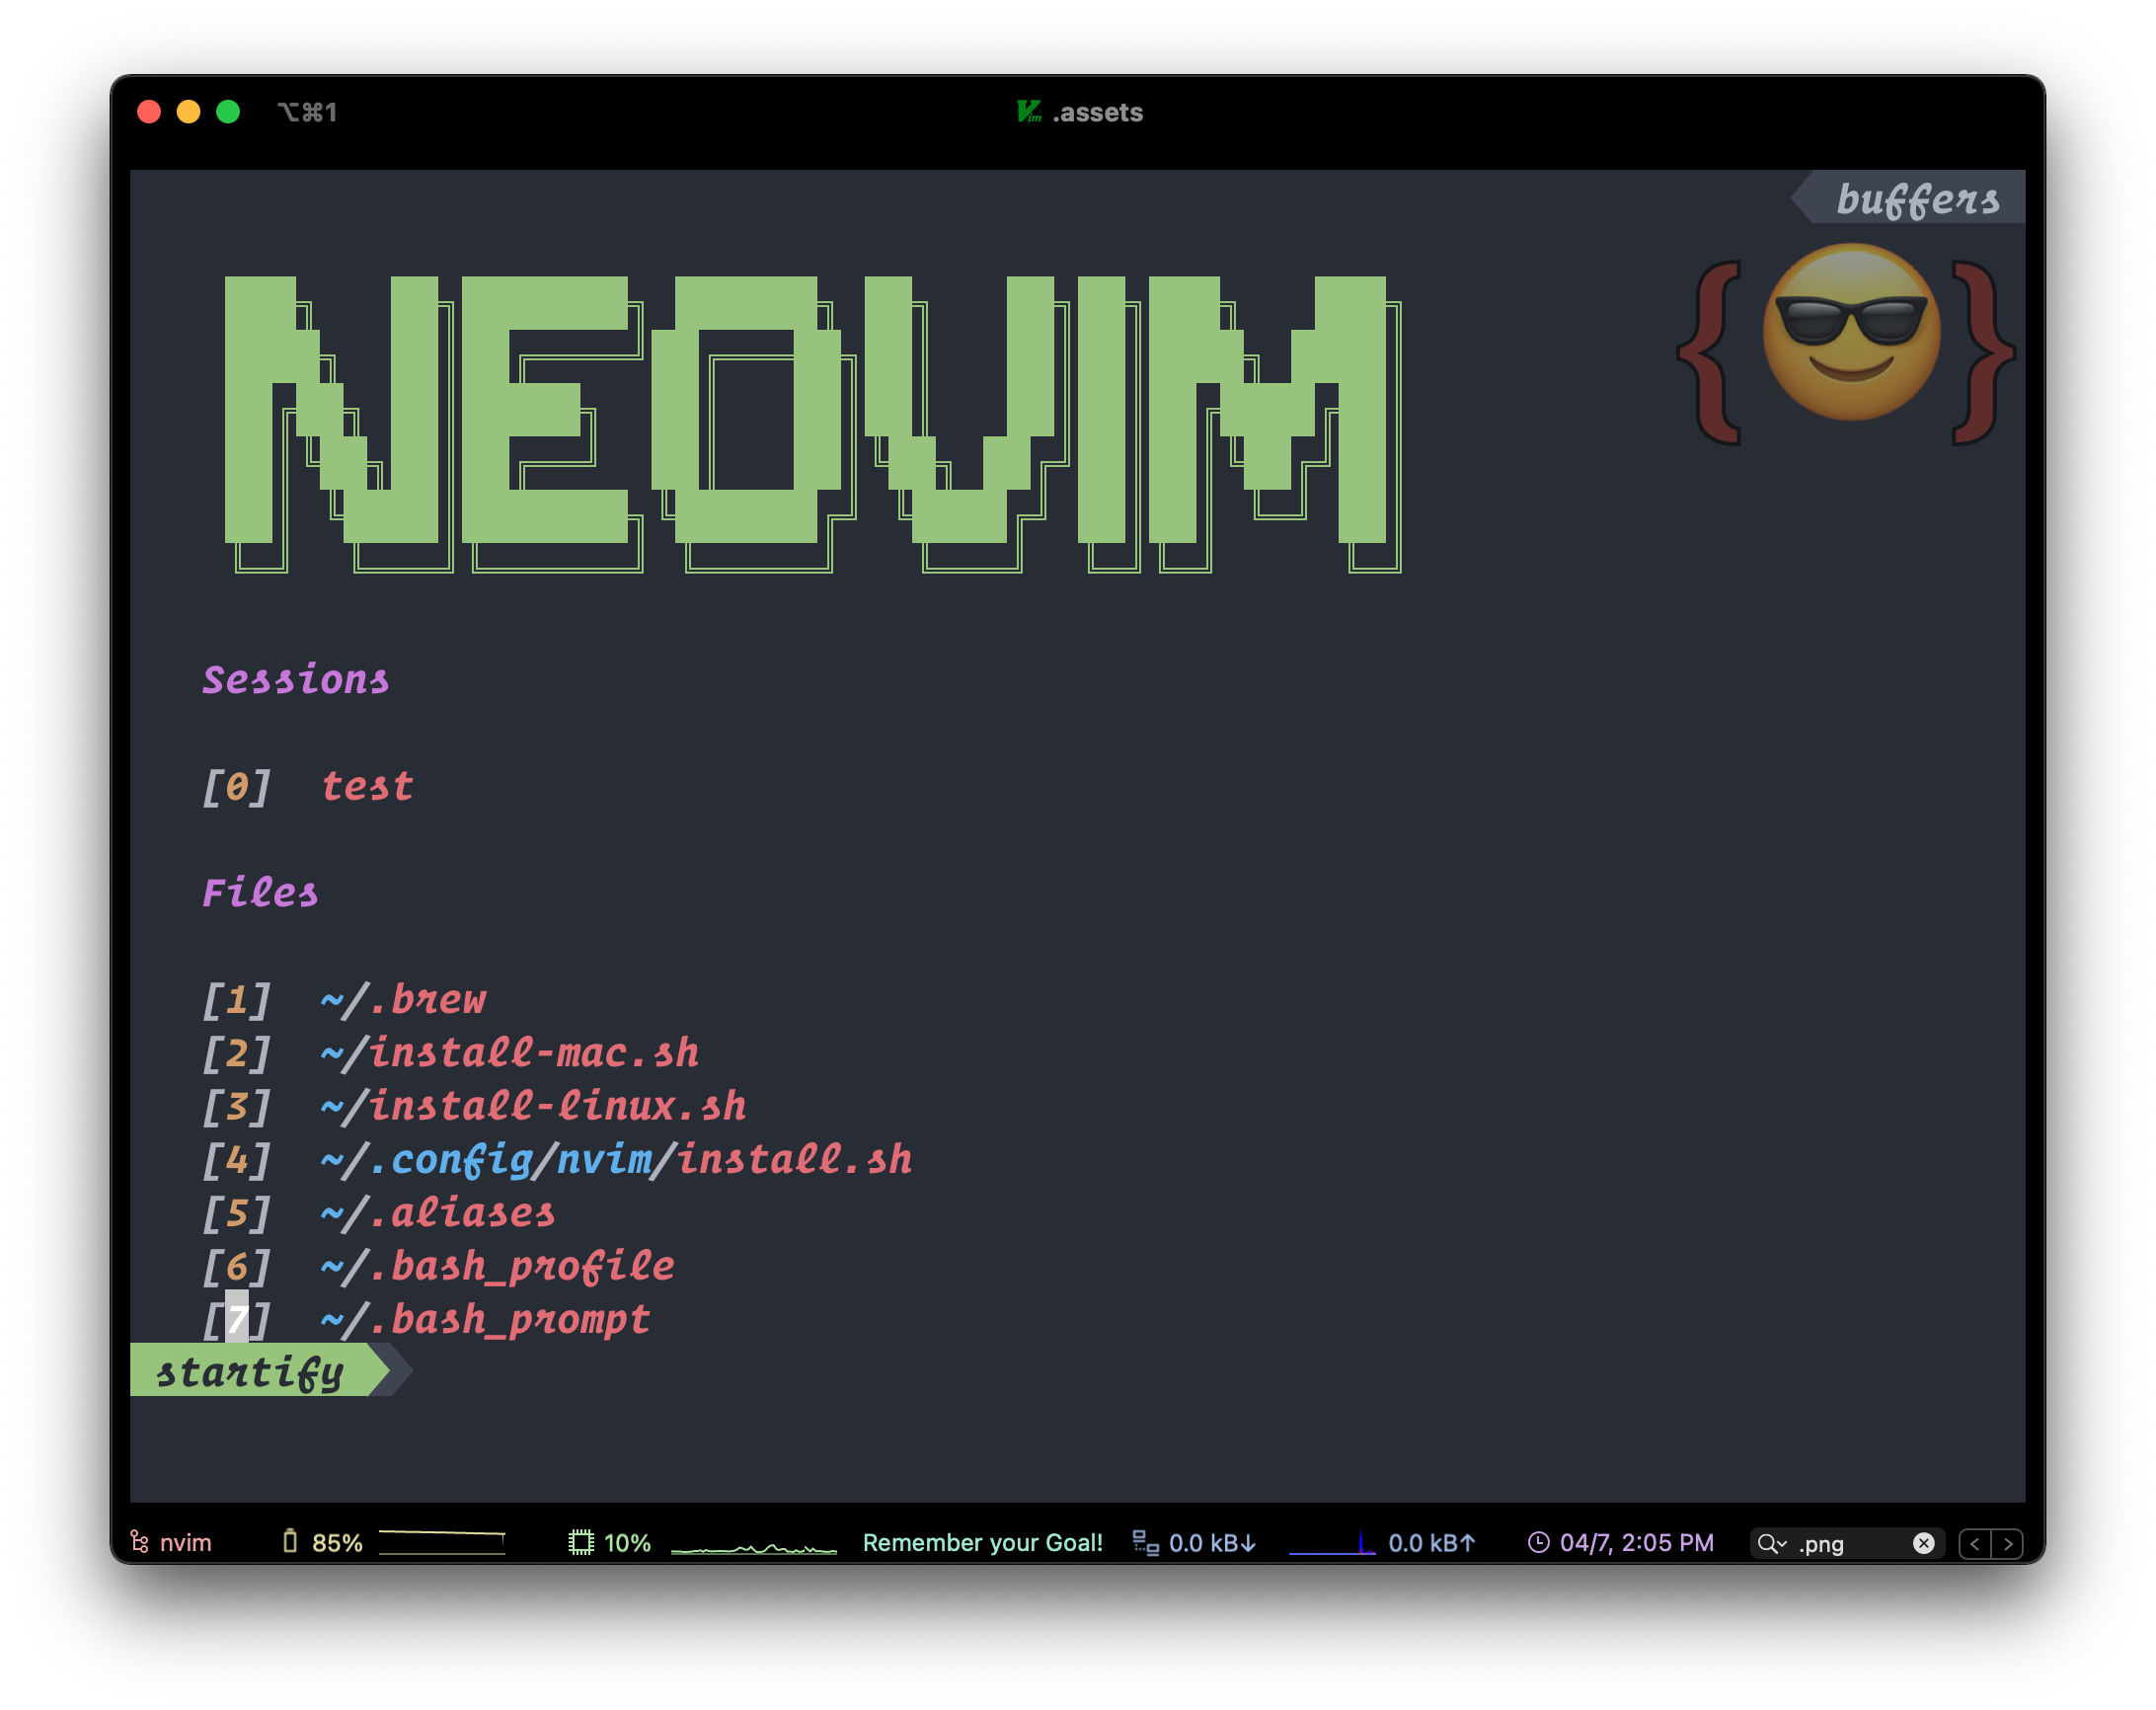 ⌥⌘1 .assets
buffers
NEOVIM
{😎}
Sessions
[0] test
Files
[1] ~/.brew
[2] ~/install-mac.sh
[3] ~/install-linux.sh
[4] ~/.config/nvim/install.sh
[5] ~/.aliases
[6] ~/.bash_profile
[7] ~/.bash_prompt
startify
nvim 85% 10% Remember your Goal! 0.0 kB↓ 0.0 kB↑ 04/7, 2:05 PM .png